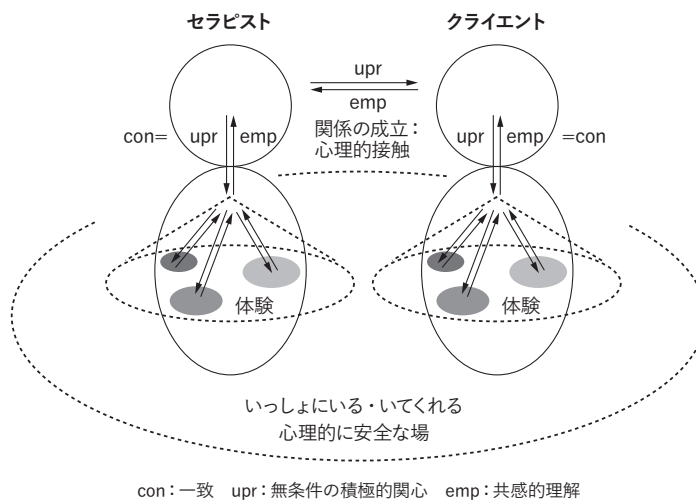 セラピスト
クライエント
upr
emp
関係の成立：
心理的接触
con=
upr
emp
upr
emp
=con
体験
体験
いっしょにいる・いてくれる
心理的に安全な場
con：一致　upr：無条件の積極的関心　emp：共感的理解